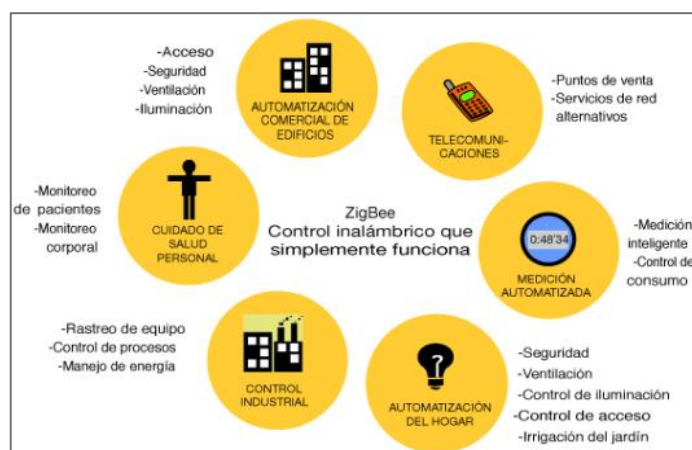 -Acceso
-Seguridad
-Ventilación
-Iluminación
AUTOMATIZACIÓN
COMERCIAL DE
EDIFICIOS
TELECOMUNI-
CACIONES
-Puntos de venta
-Servicios de red
alternativos
-Monitoreo
de pacientes
-Monitoreo
corporal
CUIDADO DE
SALUD
PERSONAL
ZigBee
Control inalámbrico que
simplemente funciona
0:48'34
MEDICIÓN
AUTOMATIZADA
-Medición
inteligente
-Control de
consumo
-Rastreo de equipo
-Control de procesos
-Manejo de energía
CONTROL
INDUSTRIAL
?
AUTOMATIZACIÓN
DEL HOGAR
-Seguridad
-Ventilación
-Control de iluminación
-Control de acceso
-Irrigación del jardín